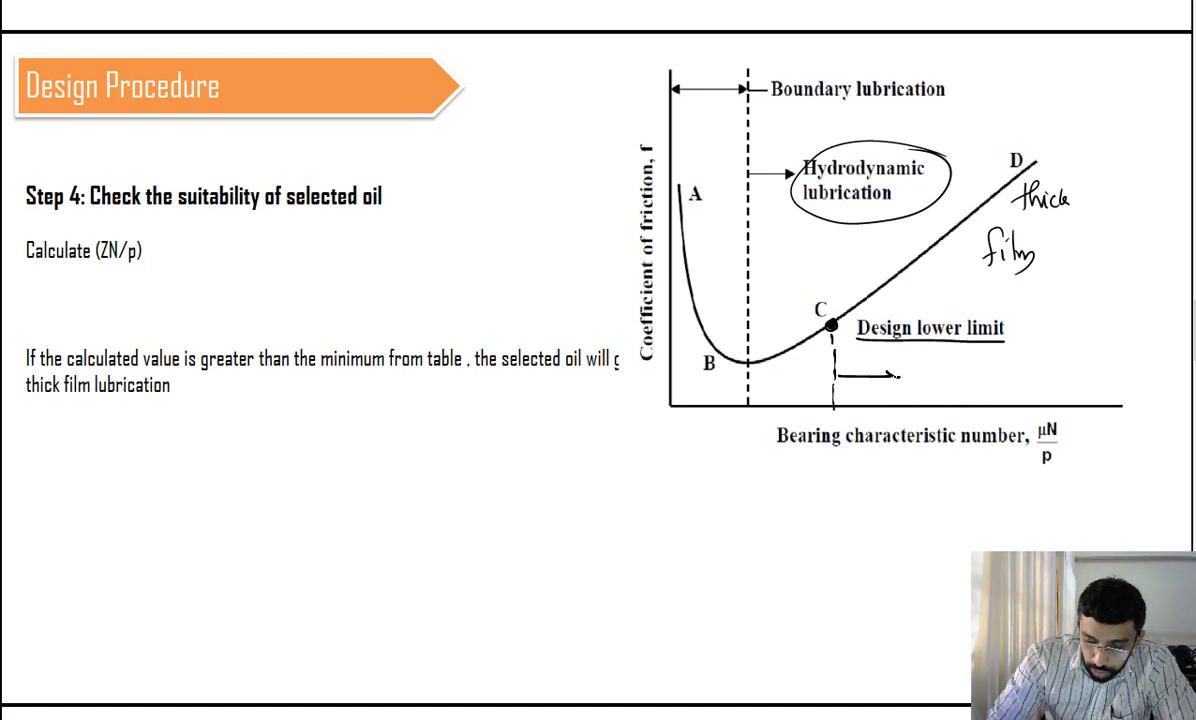 Design Procedure
Step 4: Check the suitability of selected oil
Calculate (ZN/p)
If the calculated value is greater than the minimum from table , the selected oil will
thick film lubrication
Boundary lubrication
Hydrodynamic
lubrication
D
thick
film
A
Coefficient of friction, f
C
Design lower limit
B
Bearing characteristic number, μN
p